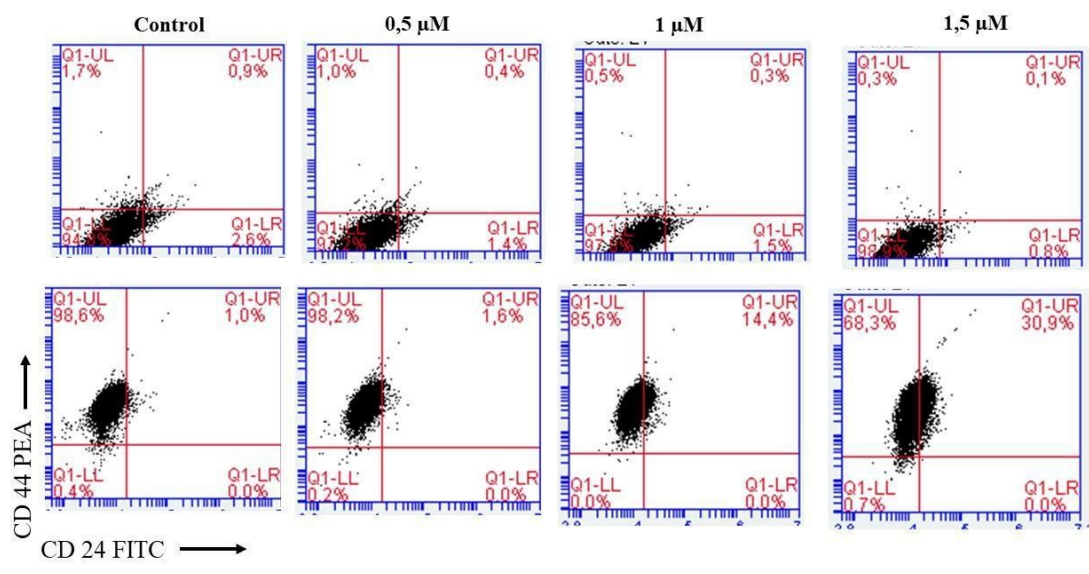 Control 0,5 µM 1 µM 1,5 µM
Q1-UL Q1-UR Q1-UL Q1-UR Q1-UL Q1-UR Q1-UL Q1-UR
1,7% 0,9% 1,0% 0,4% 0,5% 0,3% 0,3% 0,1%
Q1-LR Q1-LR Q1-LR Q1-LR
2,6% 1,4% 1,5% 0,8%
Q1-UL Q1-UR Q1-UL Q1-UR Q1-UL Q1-UR Q1-UL Q1-UR
98,6% 1,0% 98,2% 1,6% 85,6% 14,4% 68,3% 30,9%
Q1-LL Q1-LR Q1-LL Q1-LR Q1-LL Q1-LR Q1-LL Q1-LR
0,4% 0,0% 0,2% 0,0% 0,0% 0,0% 0,7% 0,0%
CD 44 PEA
CD 24 FITC